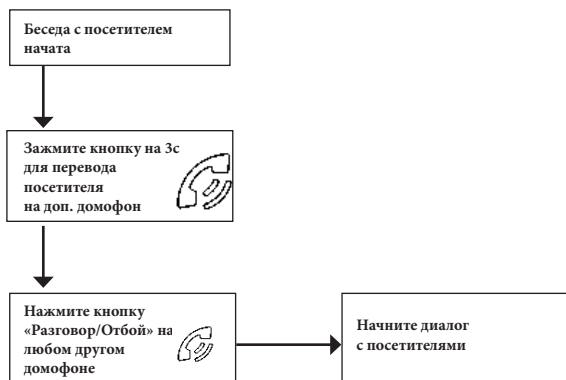 Беседа с посетителем
начата
Зажмите кнопку на 3с
для перевода
посетителя
на доп. домофон
Нажмите кнопку
«Разговор/Отбой» на
любом другом
домофоне
Начните диалог
с посетителями